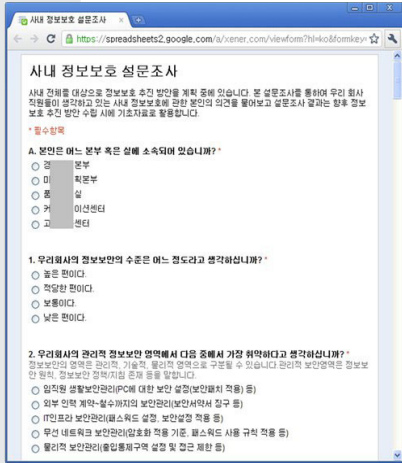 사내 정보보호 설문조사
https://spreadsheets2.google.com/a/xener.com/viewform?hl=ko&formkey=
사내 정보보호 설문조사
사내 전체를 대상으로 정보보호 추진 방안을 계획 중에 있습니다. 본 설문조사를 통하여 우리 회사
직원들이 생각하고 있는 사내 정보보호에 관한 본인의 의견을 물어보고 설문조사 결과는 향후 정보
보호 추진 방안 수립 시에 기초자료로 활용합니다.
* 필수항목
A. 본인은 어느 본부 혹은 실에 소속되어 있습니까? *
경 본부
미 획본부
품 실
커 이션센터
고 센터
1. 우리회사의 정보보안의 수준은 어느 정도라고 생각하십니까? *
높은 편이다.
적당한 편이다.
보통이다.
낮은 편이다.
2. 우리회사의 관리적 정보보안 영역에서 다음 중에서 가장 취약하다고 생각하십니까? *
정보보안의 영역은 관리적, 기술적, 물리적 영역으로 구분될 수 있습니다 관리적 보안영역은 정보보
안 원칙, 정보보안 정책/지침 존재 등을 말합니다.
임직원 생활보안관리(PC에 대한 보안 설정(보안패치 적용) 등)
외부 인력 계약~철수까지의 보안관리(보안서약서 징구 등)
IT인프라 보안관리(패스워드 설정, 보안설정 적용 등)
무선 네트워크 보안관리(암호화 적용 기준, 패스워드 사용 규칙 적용 등)
물리적 보안관리(출입통제구역 설정 및 접근 제한 등)